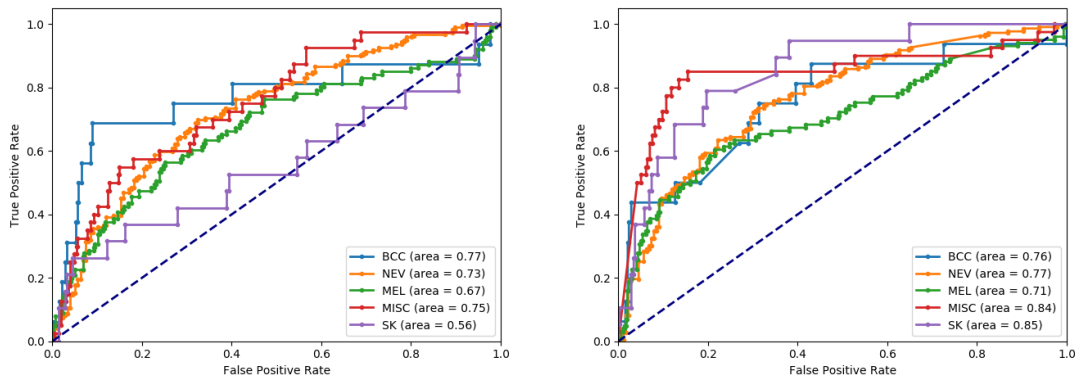 1.0
0.8
0.6
0.4
0.2
0.0
True Positive Rate
0.0 0.2 0.4 0.6 0.8 1.0
False Positive Rate
BCC (area = 0.77)
NEV (area = 0.73)
MEL (area = 0.67)
MISC (area = 0.75)
SK (area = 0.56)
1.0
0.8
0.6
0.4
0.2
0.0
True Positive Rate
0.0 0.2 0.4 0.6 0.8 1.0
False Positive Rate
BCC (area = 0.76)
NEV (area = 0.77)
MEL (area = 0.71)
MISC (area = 0.84)
SK (area = 0.85)